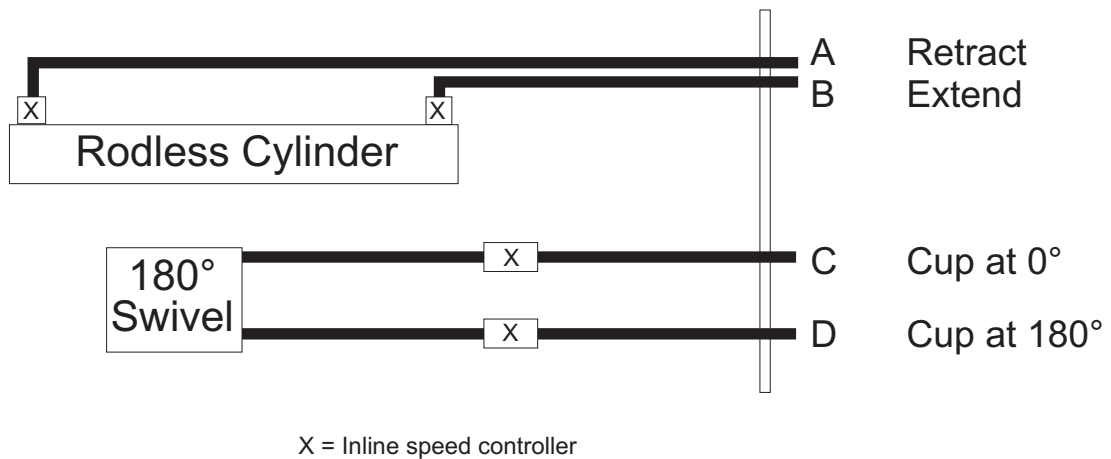 A Retract
B Extend
X X
Rodless Cylinder
180°
Swivel
X C Cup at 0°
X D Cup at 180°
X = Inline speed controller